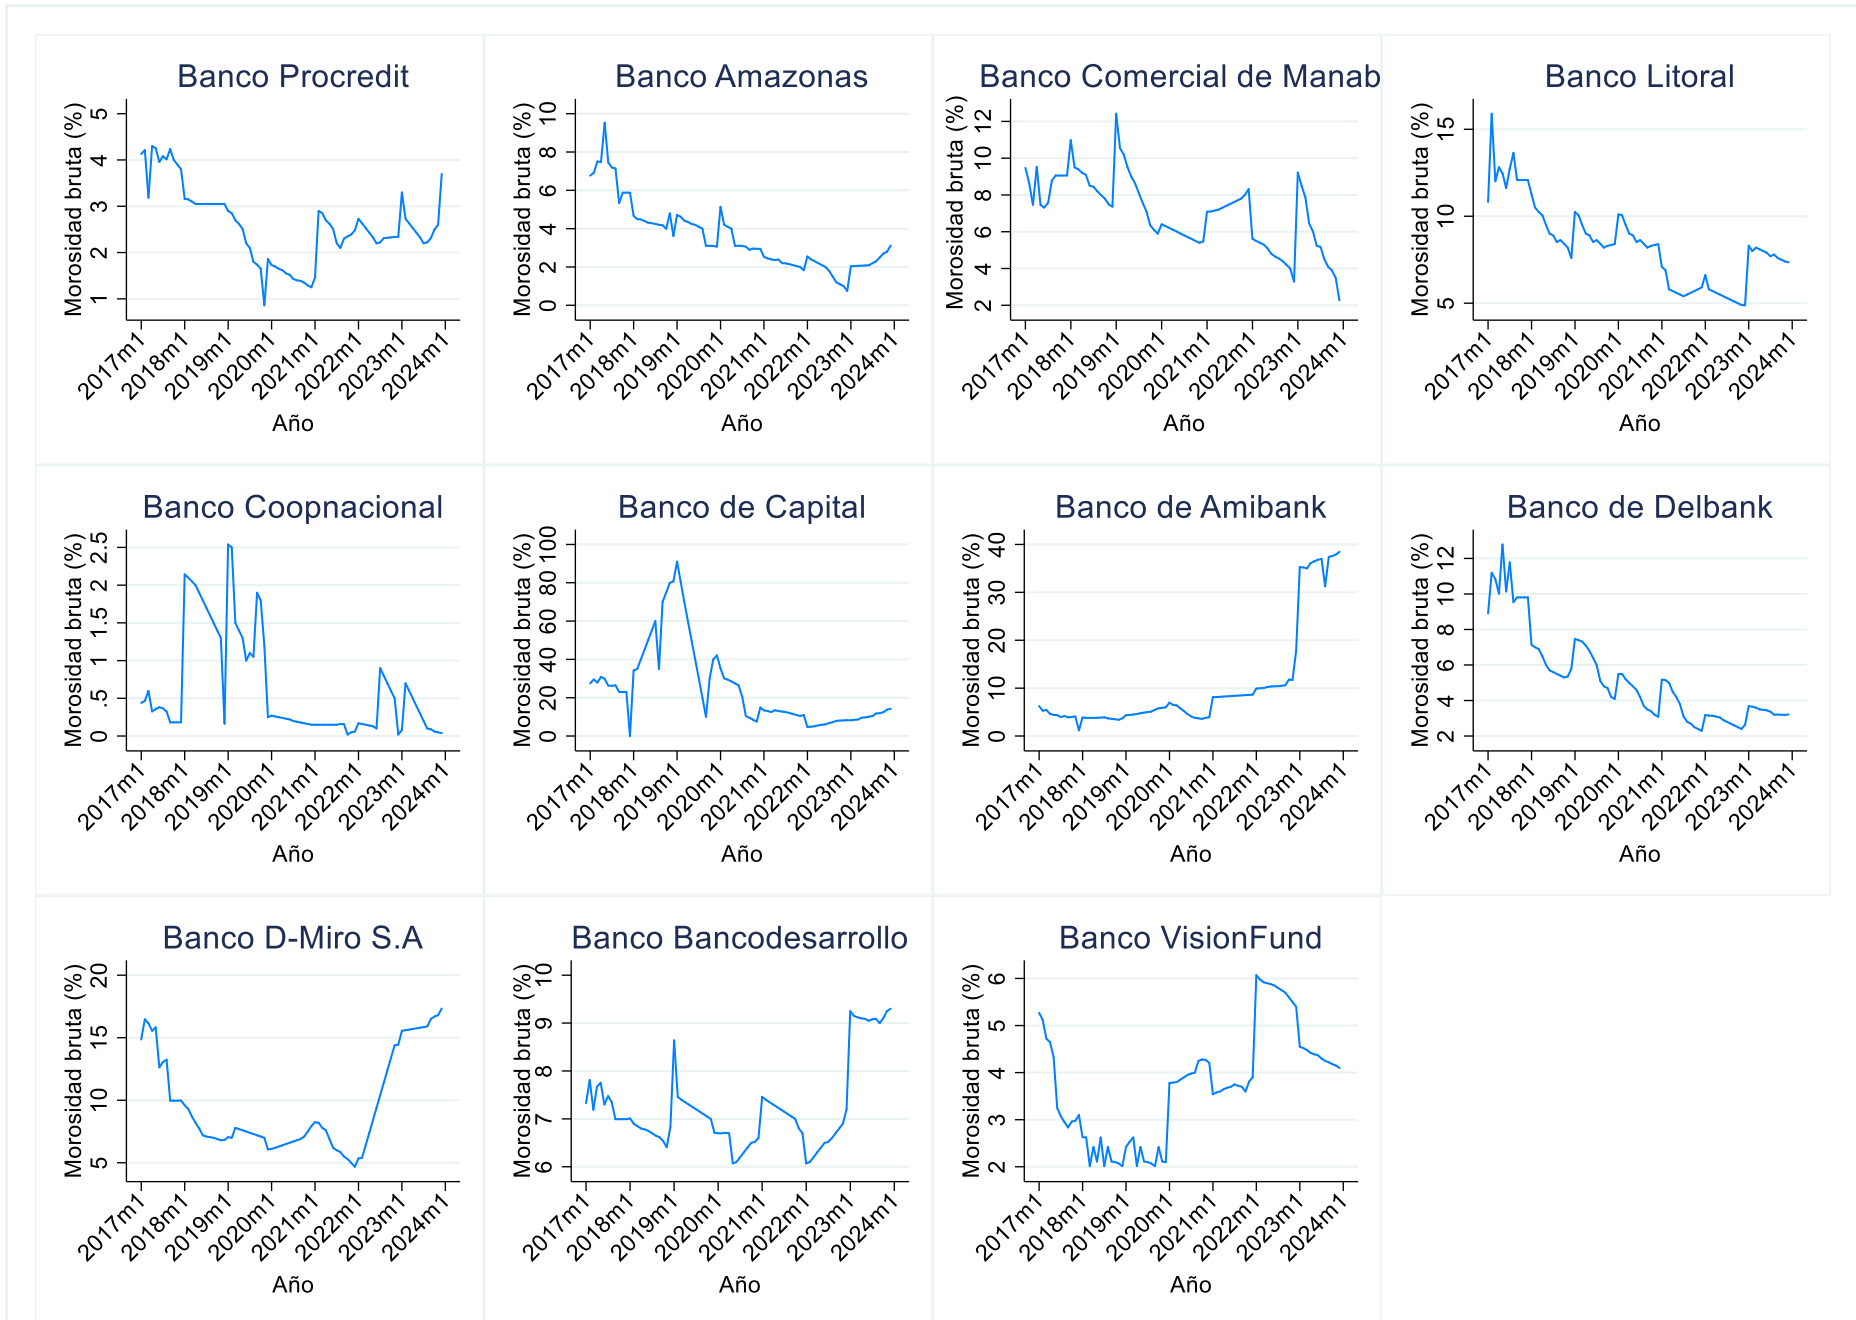 Banco Procredit
Morosidad bruta (%)
5
4
3
2
1
2017m1
2018m1
2019m1
2020m1
2021m1
2022m1
2023m1
2024m1
Año
Banco Amazonas
Morosidad bruta (%)
10
8
6
4
2
0
2017m1
2018m1
2019m1
2020m1
2021m1
2022m1
2023m1
2024m1
Año
Banco Comercial de Manab
Morosidad bruta (%)
12
10
8
6
4
2
2017m1
2018m1
2019m1
2020m1
2021m1
2022m1
2023m1
2024m1
Año
Banco Litoral
Morosidad bruta (%)
15
10
5
2017m1
2018m1
2019m1
2020m1
2021m1
2022m1
2023m1
2024m1
Año
Banco Coopnacional
Morosidad bruta (%)
2.5
2
1.5
1
.5
0
2017m1
2018m1
2019m1
2020m1
2021m1
2022m1
2023m1
2024m1
Año
Banco de Capital
Morosidad bruta (%)
100
80
60
40
20
0
2017m1
2018m1
2019m1
2020m1
2021m1
2022m1
2023m1
2024m1
Año
Banco de Amibank
Morosidad bruta (%)
40
30
20
10
0
2017m1
2018m1
2019m1
2020m1
2021m1
2022m1
2023m1
2024m1
Año
Banco de Delbank
Morosidad bruta (%)
12
10
8
6
4
2
2017m1
2018m1
2019m1
2020m1
2021m1
2022m1
2023m1
2024m1
Año
Banco D-Miro S.A
Morosidad bruta (%)
20
15
10
5
2017m1
2018m1
2019m1
2020m1
2021m1
2022m1
2023m1
2024m1
Año
Banco Bancodesarrollo
Morosidad bruta (%)
10
9
8
7
6
2017m1
2018m1
2019m1
2020m1
2021m1
2022m1
2023m1
2024m1
Año
Banco VisionFund
Morosidad bruta (%)
6
5
4
3
2
2017m1
2018m1
2019m1
2020m1
2021m1
2022m1
2023m1
2024m1
Año